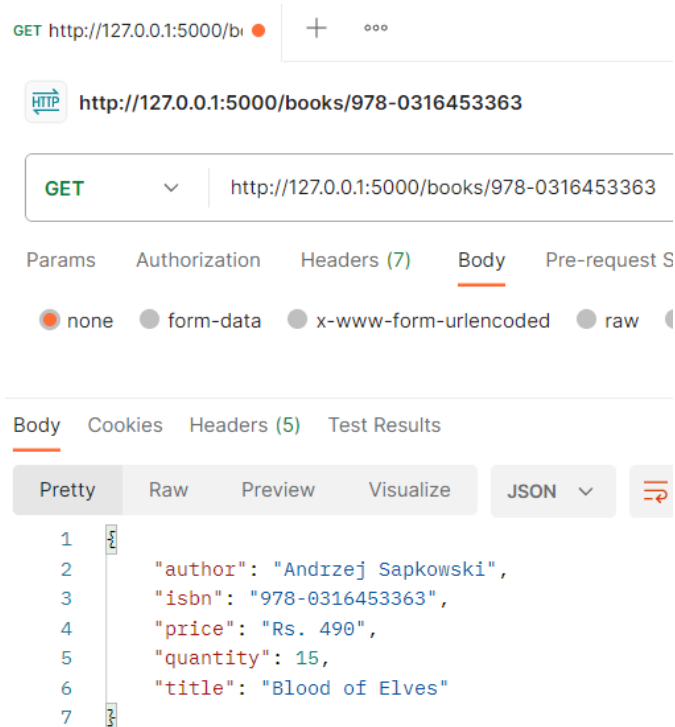 GET http://127.0.0.1:5000/b
HTTP http://127.0.0.1:5000/books/978-0316453363
GET http://127.0.0.1:5000/books/978-0316453363
Params Authorization Headers (7) Body Pre-request S
none form-data x-www-form-urlencoded raw
Body Cookies Headers (5) Test Results
Pretty Raw Preview Visualize JSON
1 {
2 "author": "Andrzej Sapkowski",
3 "isbn": "978-0316453363",
4 "price": "Rs. 490",
5 "quantity": 15,
6 "title": "Blood of Elves"
7 }